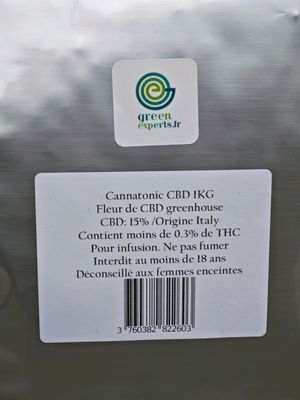 green
experts.fr
Cannatonic CBD 1KG
Fleur de CBD greenhouse
CBD: 15% /Origine Italy
Contient moins de 0.3% de THC
Pour infusion. Ne pas fumer
Interdit au moins de 18 ans
Déconseillé aux femmes enceintes
3 760382 822603